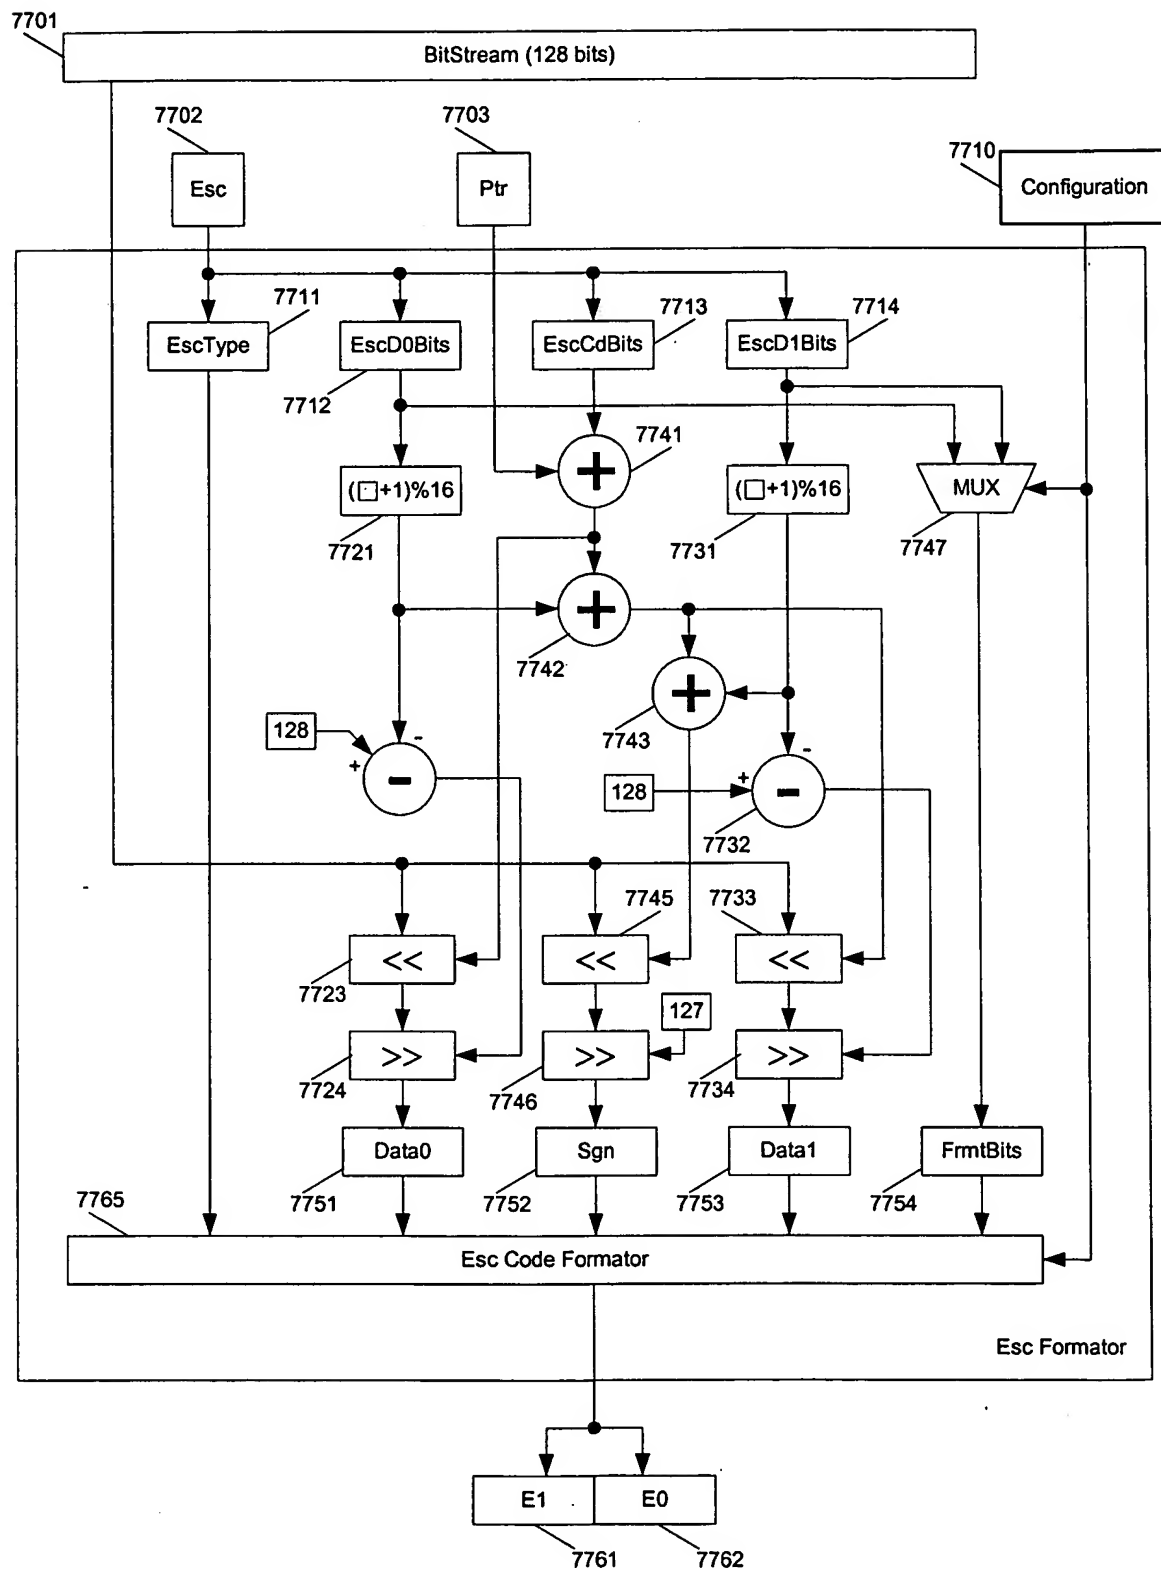 7701
BitStream (128 bits)
7702
7703
7710
Esc
Ptr
Configuration
7711
7713
7714
EscType
EscD0Bits
EscCdBits
EscD1Bits
7712
7741
(□+1)%16
+
(□+1)%16
MUX
7721
7731
7747
+
7742
+
7743
128
-
+
-
-
128
+
-
7732
7745
7733
<<
<<
<<
7723
127
>>
>>
>>
7724
7746
7734
Data0
Sgn
Data1
FrmtBits
7765
7751
7752
7753
7754
Esc Code Formator
Esc Formator
E1
E0
7761
7762